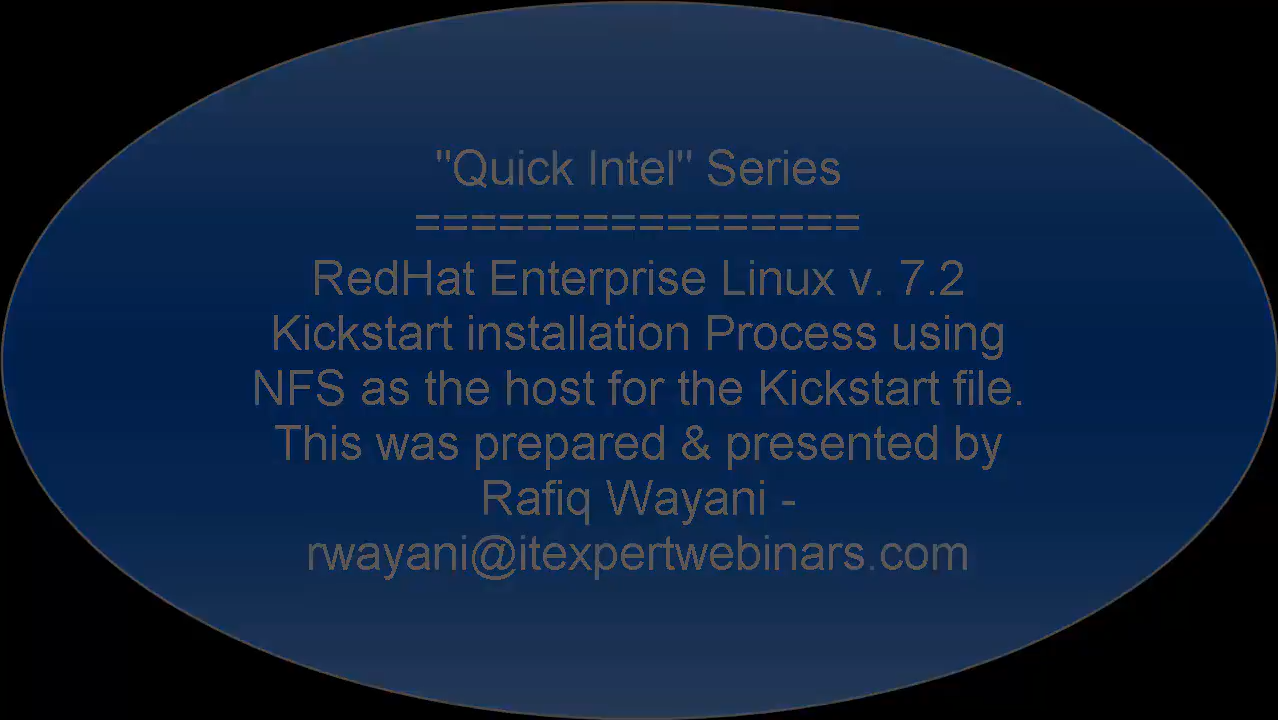 "Quick Intel" Series
================
RedHat Enterprise Linux v. 7.2
Kickstart installation Process using
NFS as the host for the Kickstart file.
This was prepared & presented by
Rafiq Wayani -
rwayani@itexpertwebinars.com